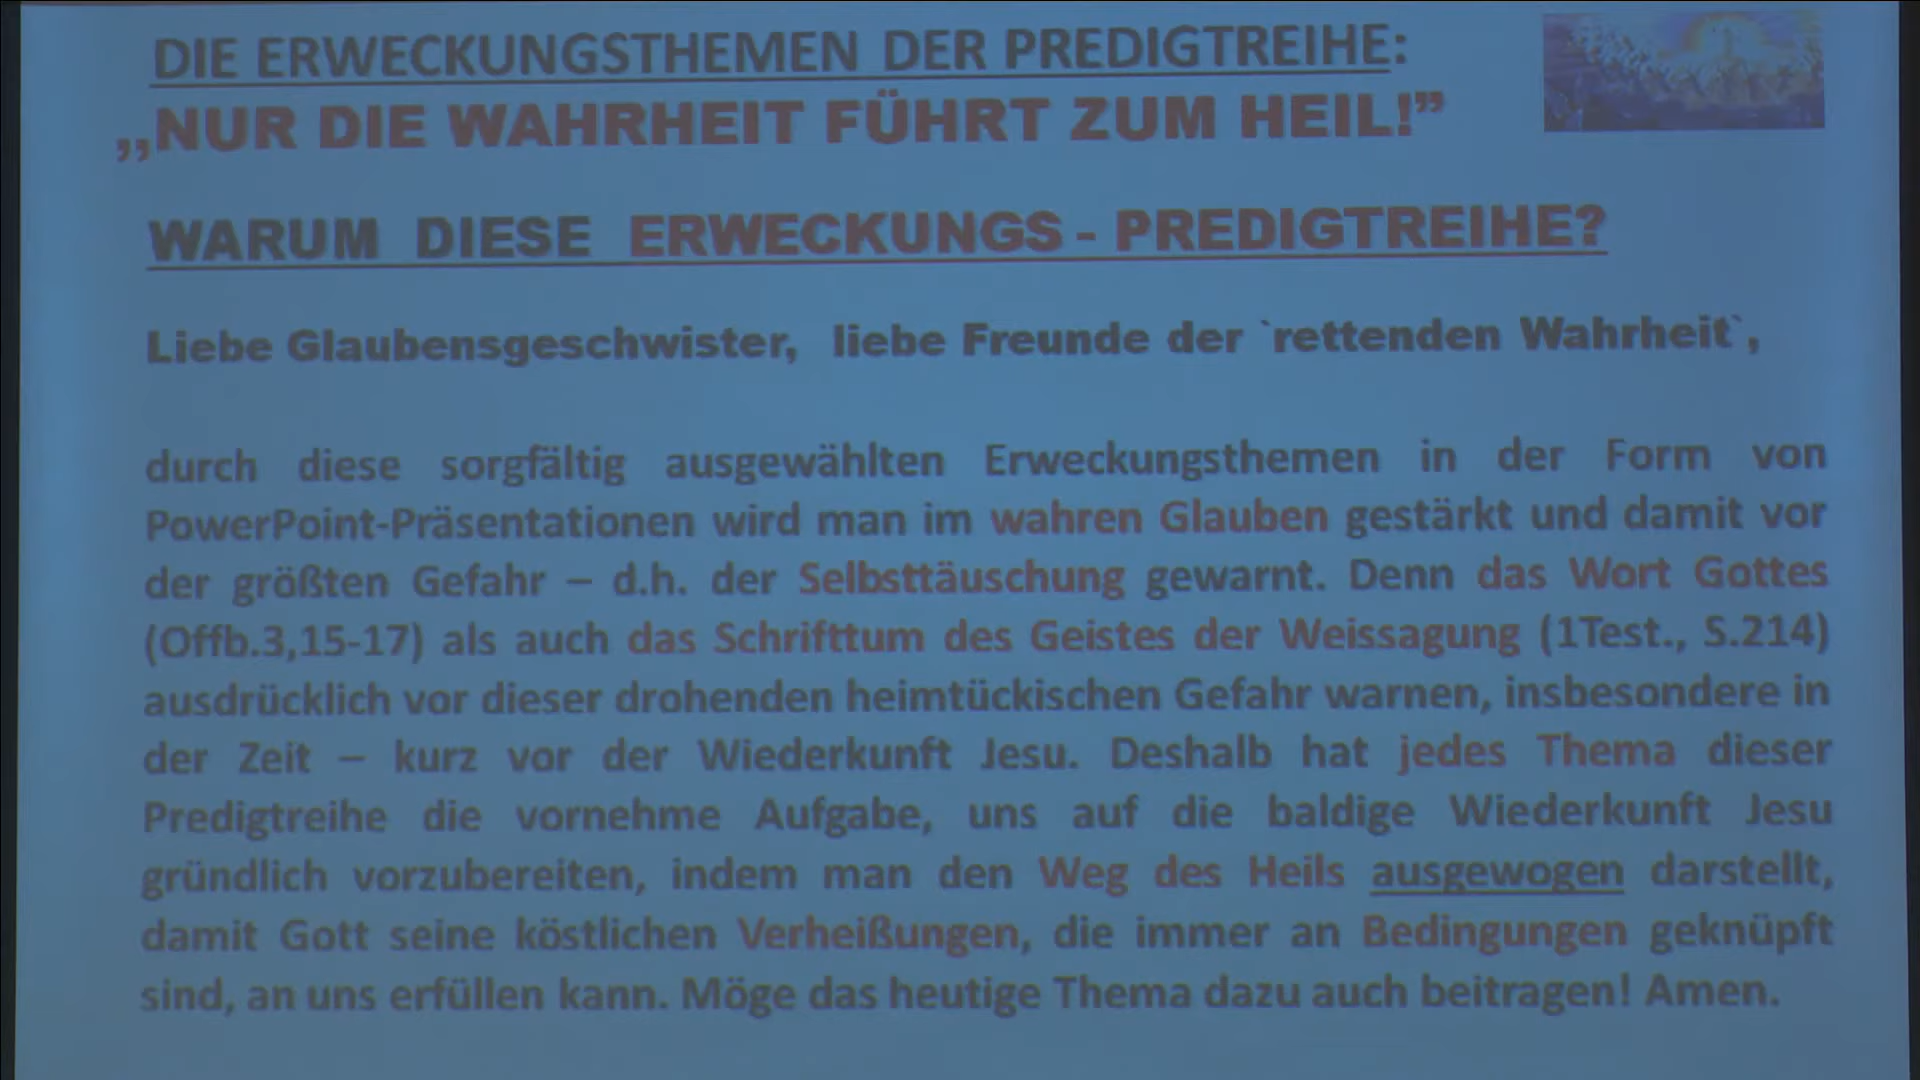 DIE ERWECKUNGSTHEMEN DER PREDIGTREIHE:
„NUR DIE WAHRHEIT FÜHRT ZUM HEIL!”
WARUM DIESE ERWECKUNGS - PREDIGTREIHE?
Liebe Glaubensgeschwister, liebe Freunde der `rettenden Wahrheit`,
durch diese sorgfältig ausgewählten Erweckungsthemen in der Form von
PowerPoint-Präsentationen wird man im wahren Glauben gestärkt und damit vor
der größten Gefahr – d.h. der Selbsttäuschung gewarnt. Denn das Wort Gottes
(Offb.3,15-17) als auch das Schrifttum des Geistes der Weissagung (1Test., S.214)
ausdrücklich vor dieser drohenden heimtückischen Gefahr warnen, insbesondere in
der Zeit – kurz vor der Wiederkunft Jesu. Deshalb hat jedes Thema dieser
Predigtreihe die vornehme Aufgabe, uns auf die baldige Wiederkunft Jesu
gründlich vorzubereiten, indem man den Weg des Heils ausgewogen darstellt,
damit Gott seine köstlichen Verheißungen, die immer an Bedingungen geknüpft
sind, an uns erfüllen kann. Möge das heutige Thema dazu auch beitragen! Amen.